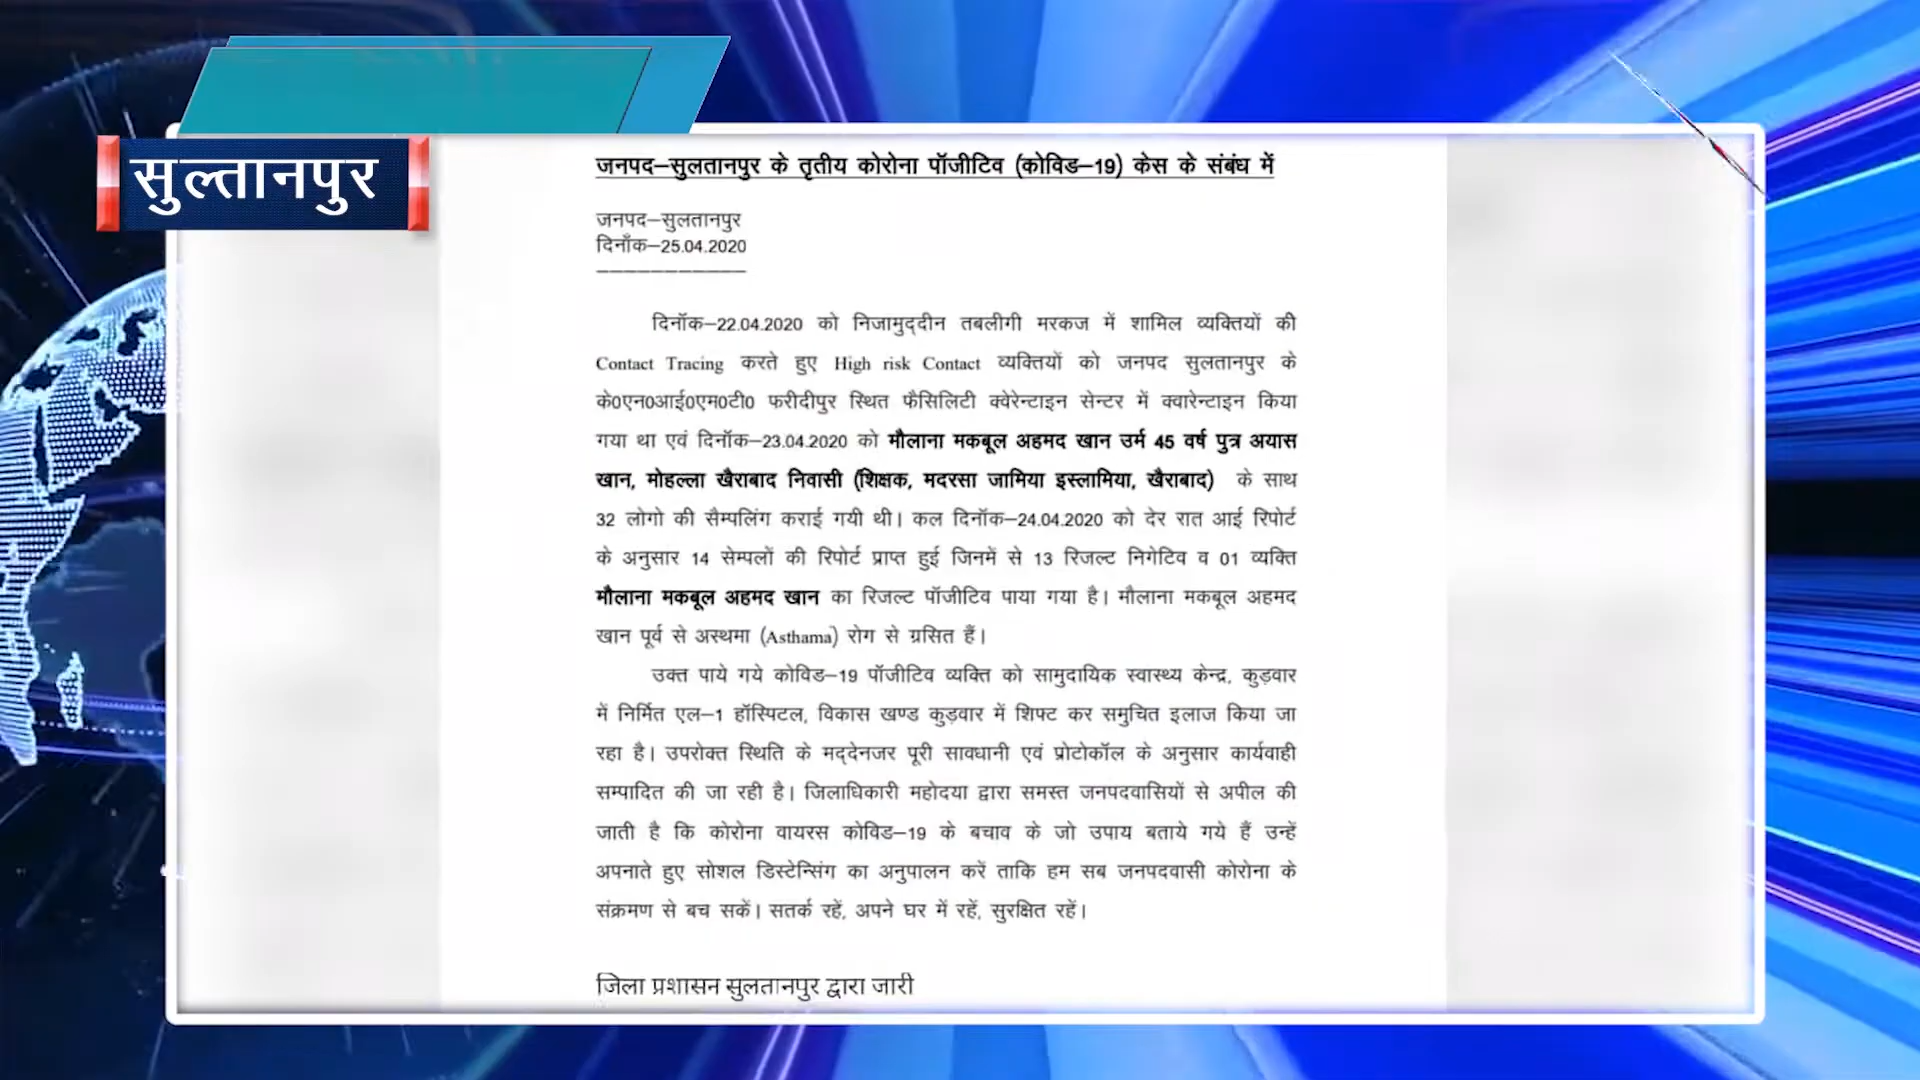 सुल्तानपुर
जनपद–सुलतानपुर के तृतीय कोरोना पॉजीटिव (कोविड–19) केस के संबंध में
जनपद–सुलतानपुर
दिनाँक–25.04.2020
––––––––––––
दिनॉक–22.04.2020 को निजामुद्दीन तबलीगी मरकज में शामिल व्यक्तियों की
Contact Tracing करते हुए High risk Contact व्यक्तियों को जनपद सुलतानपुर के
के0एन0आई0एम0टी0 फरीदीपुर स्थित फैसिलिटी क्वेरेन्टाइन सेन्टर में क्वारेन्टाइन किया
गया था एवं दिनॉक–23.04.2020 को मौलाना मकबूल अहमद खान उर्म 45 वर्ष पुत्र अयास
खान, मोहल्ला खैराबाद निवासी (शिक्षक, मदरसा जामिया इस्लामिया, खैराबाद) के साथ
32 लोगो की सैम्पलिंग कराई गयी थी। कल दिनॉक–24.04.2020 को देर रात आई रिपोर्ट
के अनुसार 14 सेम्पलों की रिपोर्ट प्राप्त हुई जिनमें से 13 रिजल्ट निगेटिव व 01 व्यक्ति
मौलाना मकबूल अहमद खान का रिजल्ट पॉजीटिव पाया गया है। मौलाना मकबूल अहमद
खान पूर्व से अस्थमा (Asthama) रोग से ग्रसित हैं।
उक्त पाये गये कोविड–19 पॉजीटिव व्यक्ति को सामुदायिक स्वास्थ्य केन्द्र, कुड़वार
में निर्मित एल–1 हॉस्पिटल, विकास खण्ड कुड़वार में शिफ्ट कर समुचित इलाज किया जा
रहा है। उपरोक्त स्थिति के मद्देनजर पूरी सावधानी एवं प्रोटोकॉल के अनुसार कार्यवाही
सम्पादित की जा रही है। जिलाधिकारी महोदया द्वारा समस्त जनपदवासियों से अपील की
जाती है कि कोरोना वायरस कोविड–19 के बचाव के जो उपाय बताये गये हैं उन्हें
अपनाते हुए सोशल डिस्टेन्सिंग का अनुपालन करें ताकि हम सब जनपदवासी कोरोना के
संक्रमण से बच सकें। सतर्क रहें, अपने घर में रहें, सुरक्षित रहें।
जिला प्रशासन सुलतानपुर द्वारा जारी